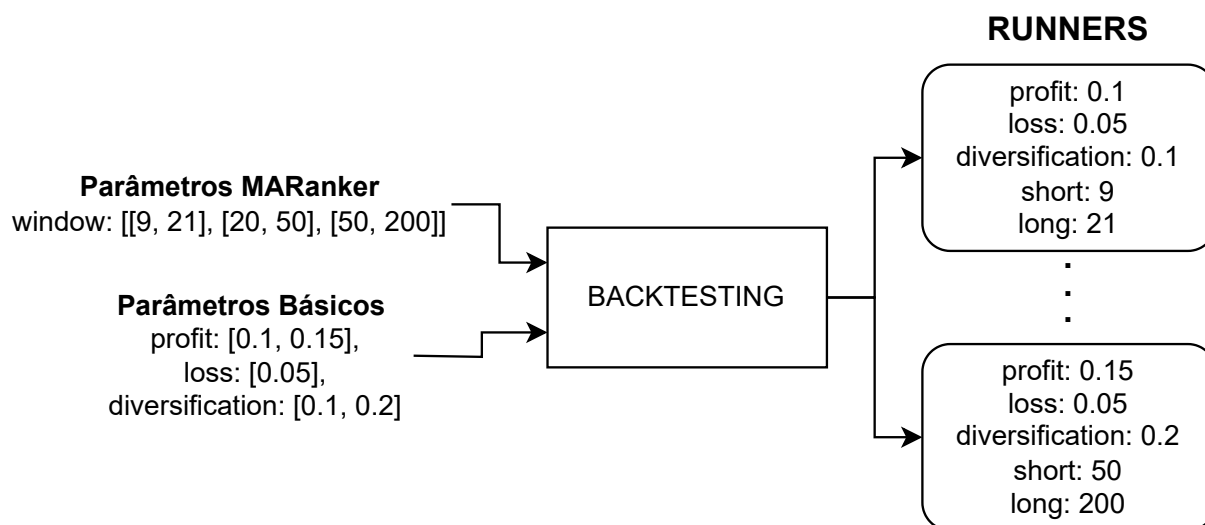 RUNNERS
profit: 0.1
loss: 0.05
diversification: 0.1
short: 9
long: 21
Parâmetros MARanker
window: [[9, 21], [20, 50], [50, 200]]
BACKTESTING
Parâmetros Básicos
profit: [0.1, 0.15],
loss: [0.05],
diversification: [0.1, 0.2]
profit: 0.15
loss: 0.05
diversification: 0.2
short: 50
long: 200